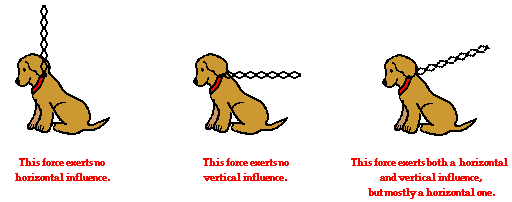 This force exerts no
horizontal influence.
This force exerts no
vertical influence.
This force exerts both a horizontal
and vertical influence,
but mostly a horizontal one.